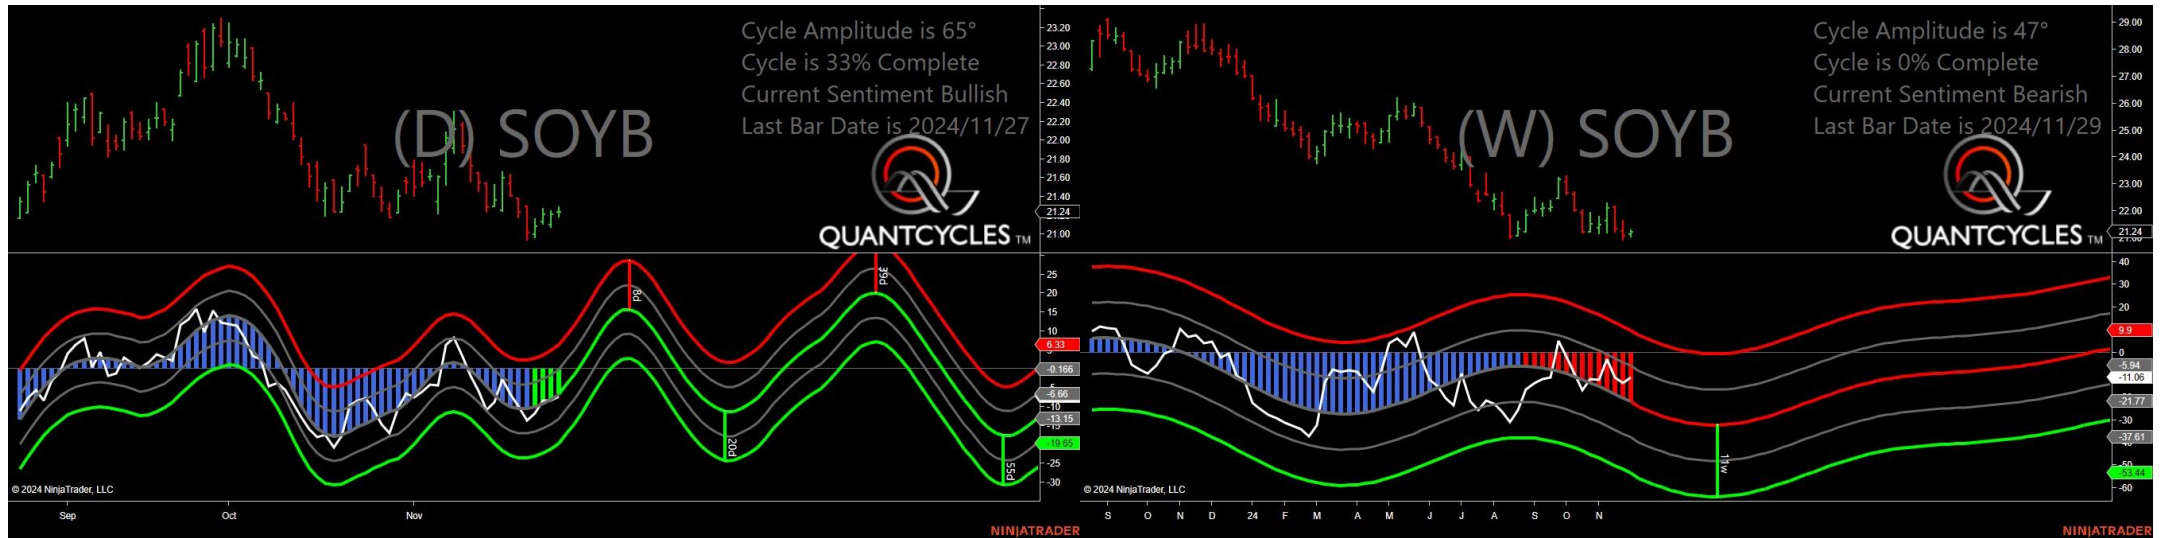 Cycle Amplitude is 65°
Cycle is 33% Complete
Current Sentiment Bullish
Last Bar Date is 2024/11/27
(D) SOYB
QUANTCYCLES TM
23.20
23.00
22.80
22.60
22.40
22.20
22.00
21.80
21.60
21.40
21.24
21.00
8d
39d
20d
55d
25
20
15
10
6.33
-0.166
-6.66
-10
-13.15
-15
-19.65
-25
-30
© 2024 NinjaTrader, LLC
Sep Oct Nov
NINJATRADER
Cycle Amplitude is 47°
Cycle is 0% Complete
Current Sentiment Bearish
Last Bar Date is 2024/11/29
(W) SOYB
QUANTCYCLES TM
29.00
28.00
27.00
26.00
25.00
24.00
23.00
22.00
21.24
21.00
11w
40
30
20
9.9
0
-5.94
-11.06
-21.77
-30
-37.61
-50
-53.44
-60
© 2024 NinjaTrader, LLC
S O N D 24 F M A M J J A S O N
NINJATRADER